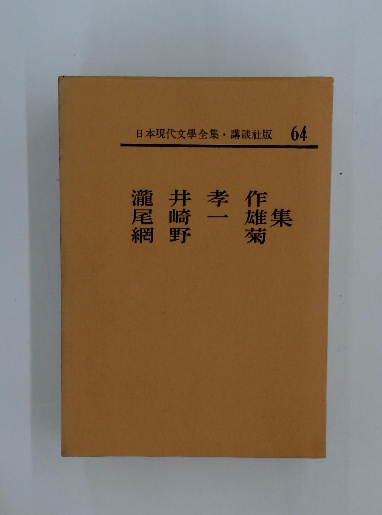 日本現代文學全集・講談社版 64
瀧井孝作
尾崎一雄集
網野菊